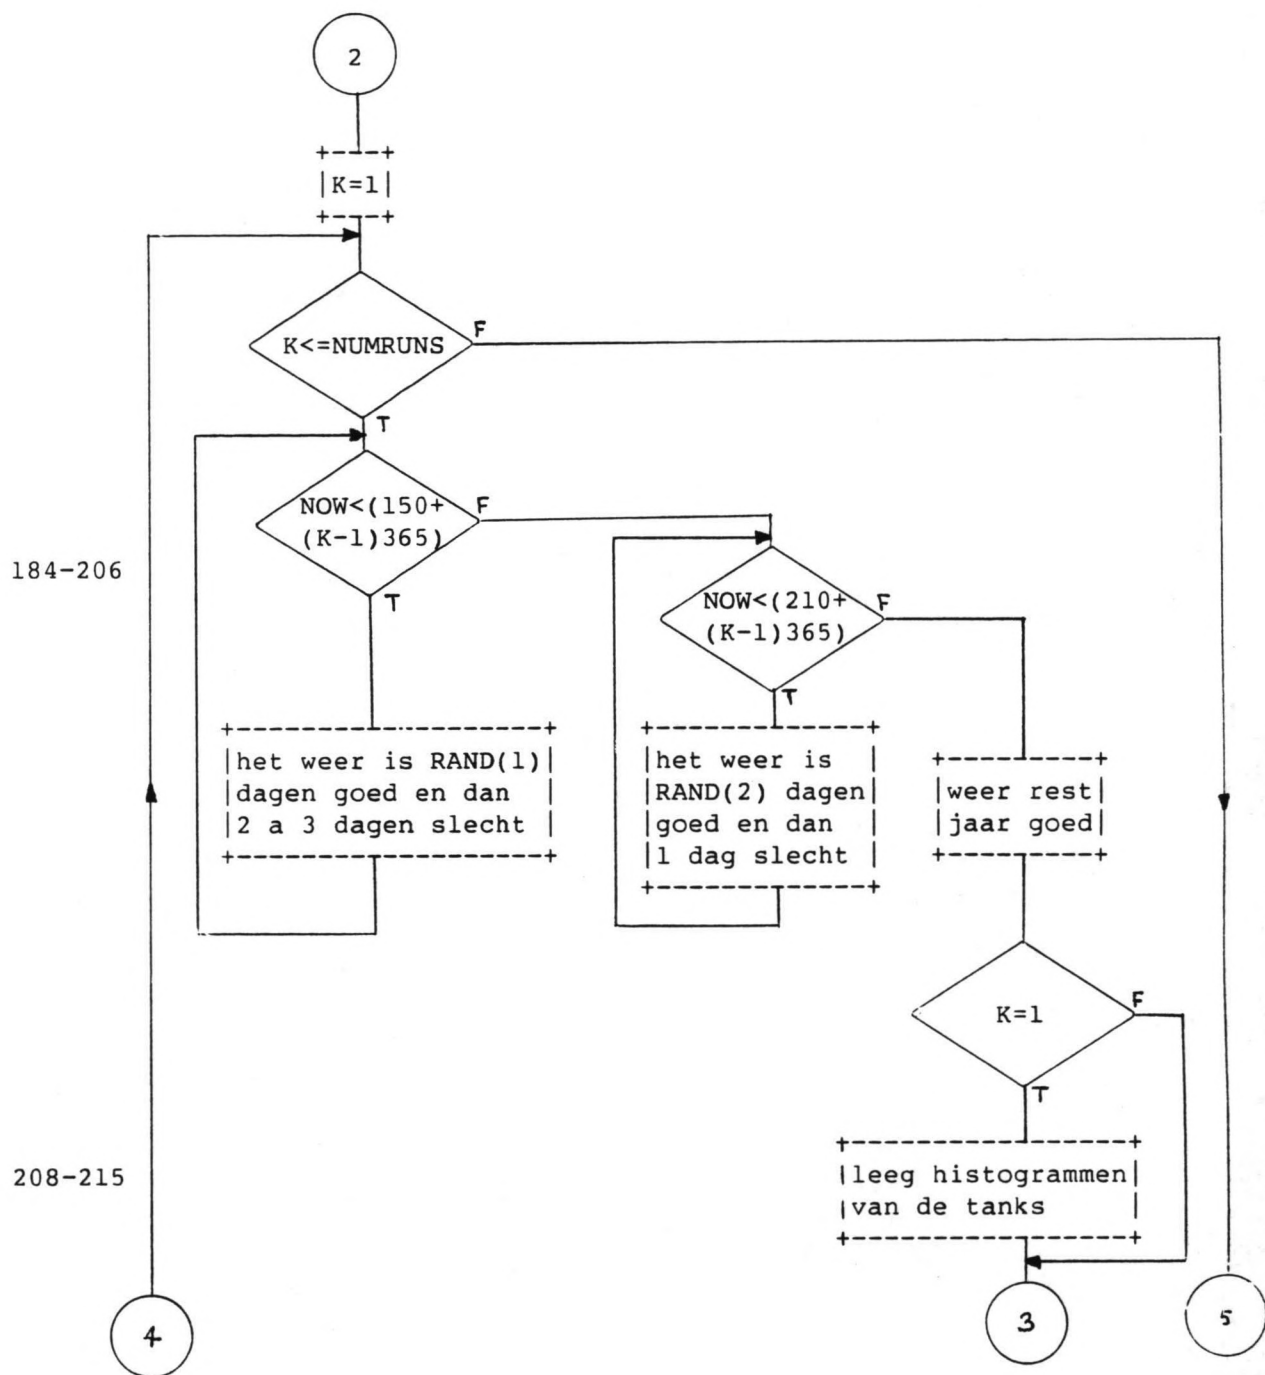 2
K=1
K<=NUMRUNS
F
T
NOW<(150+
(K-1)365)
F
T
184-206
NOW<(210+
(K-1)365)
F
T
het weer is RAND(1)
dagen goed en dan
2 a 3 dagen slecht
het weer is
RAND(2) dagen
goed en dan
1 dag slecht
weer rest
jaar goed
K=1
F
T
208-215
leeg histogrammen
van de tanks
4
3
5